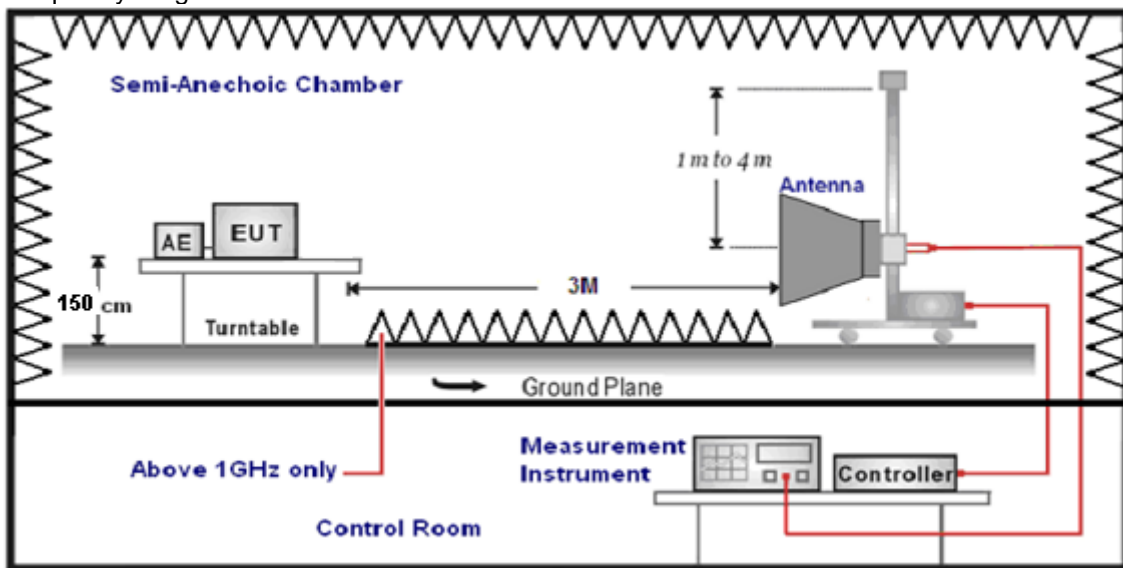 Semi-Anechoic Chamber
1 m to 4 m
Antenna
AE
EUT
150 cm
3M
Turntable
Ground Plane
Above 1GHz only
Measurement
Instrument
Controller
Control Room